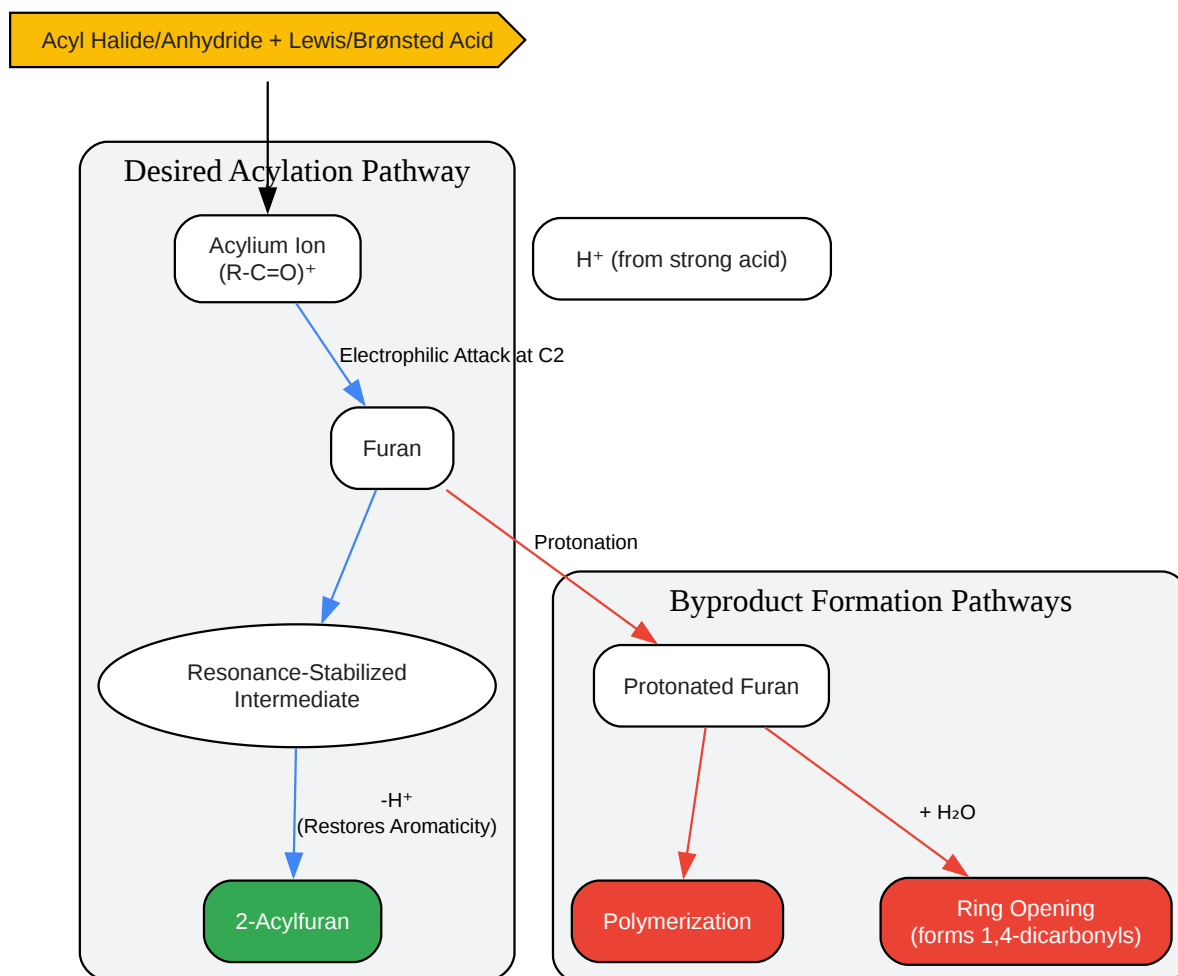 Acyl Halide/Anhydride + Lewis/Brønsted Acid
Desired Acylation Pathway
Acylium Ion
(R-C=O)⁺
H⁺ (from strong acid)
Electrophilic Attack at C2
Furan
Protonation
Byproduct Formation Pathways
Resonance-Stabilized
Intermediate
Protonated Furan
-H⁺
(Restores Aromaticity)
+ H₂O
2-Acylfuran
Polymerization
Ring Opening
(forms 1,4-dicarbonyls)